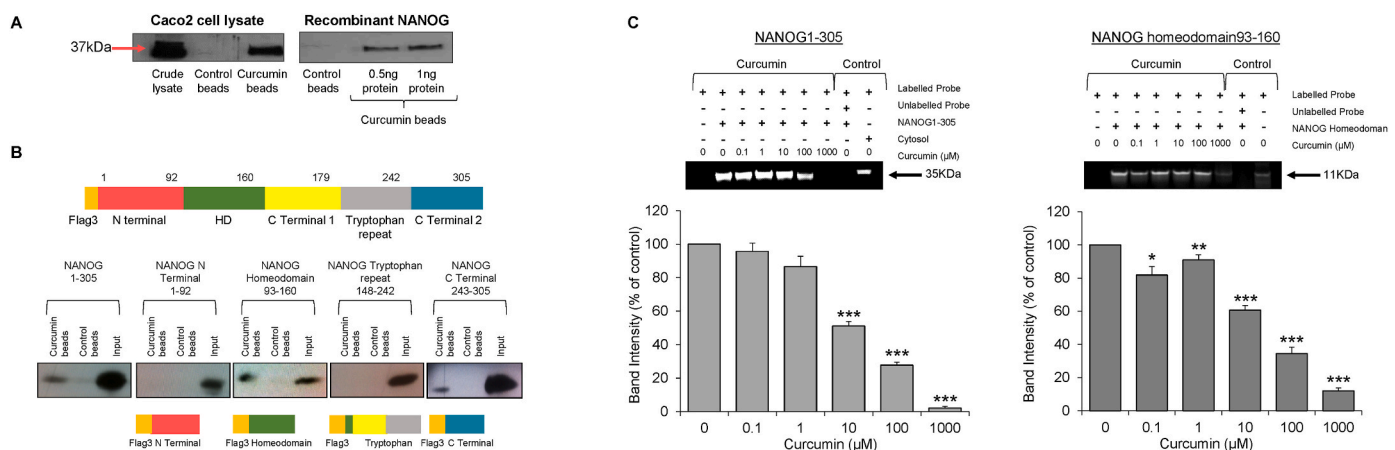 A
Caco2 cell lysate
Recombinant NANOG
37kDa
Crude lysate
Control beads
Curcumin beads
Control beads
0.5ng protein
1ng protein
Curcumin beads
B
1 92 160 179 242 305
Flag3 N terminal HD C Terminal 1 Tryptophan repeat C Terminal 2
NANOG 1-305
NANOG N Terminal 1-92
NANOG Homeodomain 93-160
NANOG Tryptophan repeat 148-242
NANOG C Terminal 243-305
Curcumin beads Control beads Input
Curcumin beads Control beads Input
Curcumin beads Control beads Input
Curcumin beads Control beads Input
Curcumin beads Control beads Input
Flag3 N Terminal
Flag3 Homeodomain
Flag3 Tryptophan
Flag3 C Terminal
C
NANOG1-305
Curcumin Control
+ + + + + + + + + Labelled Probe
- - - - - - - + - Unlabelled Probe
- + + + + + + + - NANOG1-305
- - - - - - - - + Cytosol
0 0 0.1 1 10 100 1000 0 0 Curcumin (µM)
35KDa
Band Intensity (% of control)
120
100
80
60
40
20
0
*** *** ***
0 0.1 1 10 100 1000
Curcumin (µM)
NANOG homeodomain93-160
Curcumin Control
+ + + + + + + + + Labelled Probe
- - - - - - - + - Unlabelled Probe
- + + + + + + + - NANOG Homeodoman
0 0 0.1 1 10 100 1000 0 0 Curcumin (µM)
11KDa
Band Intensity (% of control)
120
100
80
60
40
20
0
* ** *** *** ***
0 0.1 1 10 100 1000
Curcumin (µM)